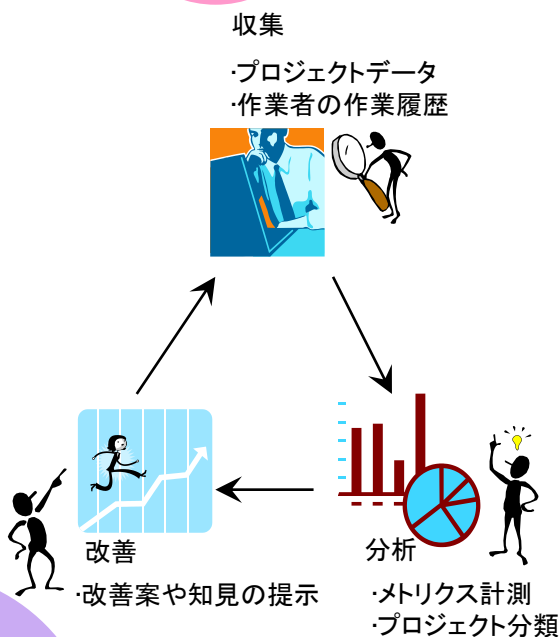 収集
·プロジェクトデータ
·作業者の作業履歴
改善
·改善案や知見の提示
分析
·メトリクス計測
·プロジェクト分類